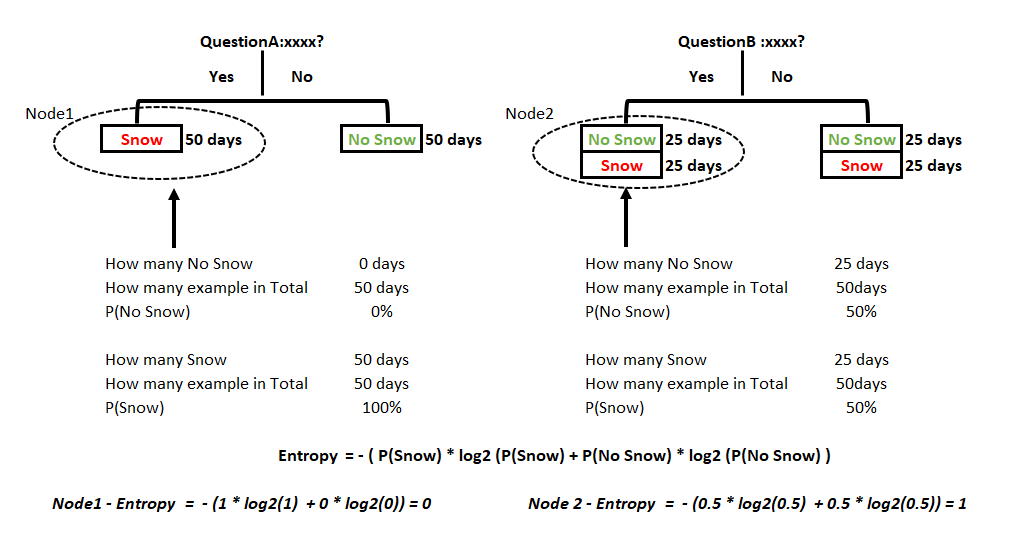 QuestionA:xxxx?
Yes No
Node1
Snow 50 days
No Snow 50 days
How many No Snow 0 days
How many example in Total 50 days
P(No Snow) 0%
How many Snow 50 days
How many example in Total 50 days
P(Snow) 100%
QuestionB :xxxx?
Yes No
Node2
No Snow 25 days
Snow 25 days
No Snow 25 days
Snow 25 days
How many No Snow 25 days
How many example in Total 50days
P(No Snow) 50%
How many Snow 25 days
How many example in Total 50days
P(Snow) 50%
Entropy = - ( P(Snow) * log2 (P(Snow) + P(No Snow) * log2 (P(No Snow) )
Node1 - Entropy = - (1 * log2(1) + 0 * log2(0)) = 0
Node 2 - Entropy = - (0.5 * log2(0.5) + 0.5 * log2(0.5)) = 1